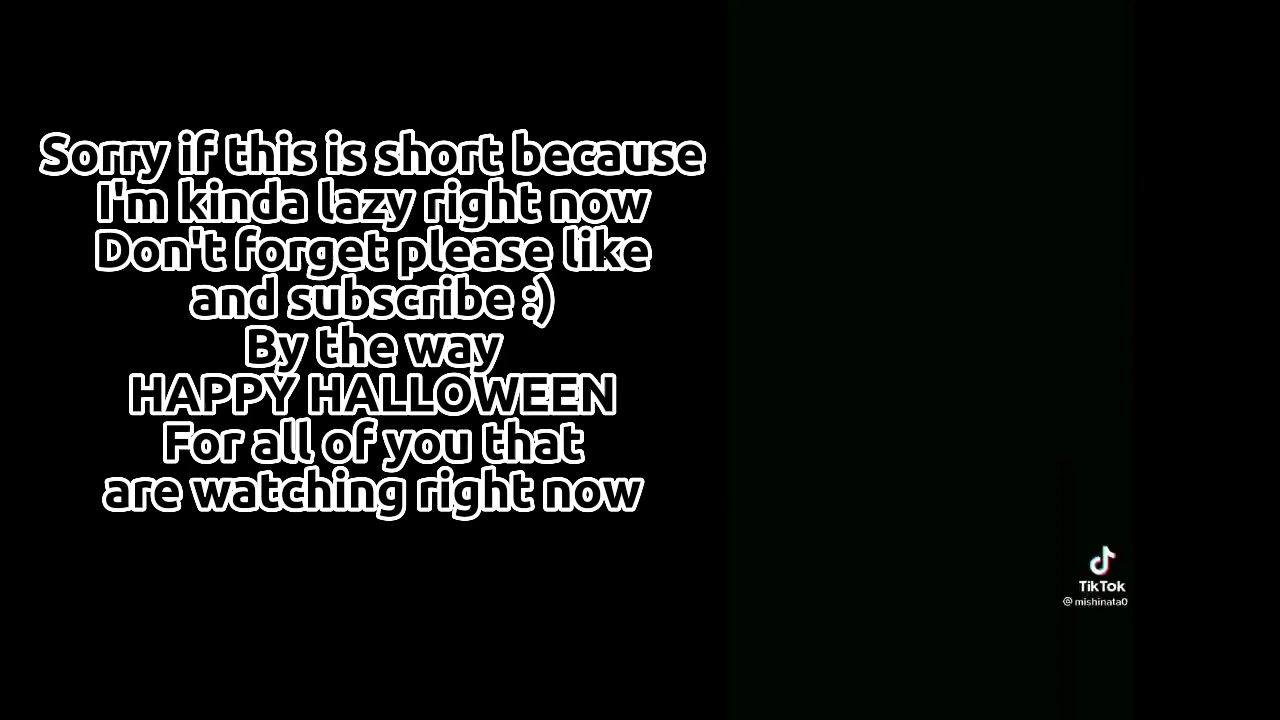 Sorry if this is short because
I'm kinda lazy right now
Don't forget please like
and subscribe :)
By the way
HAPPY HALLOWEEN
For all of you that
are watching right now
TikTok
@mishinata0